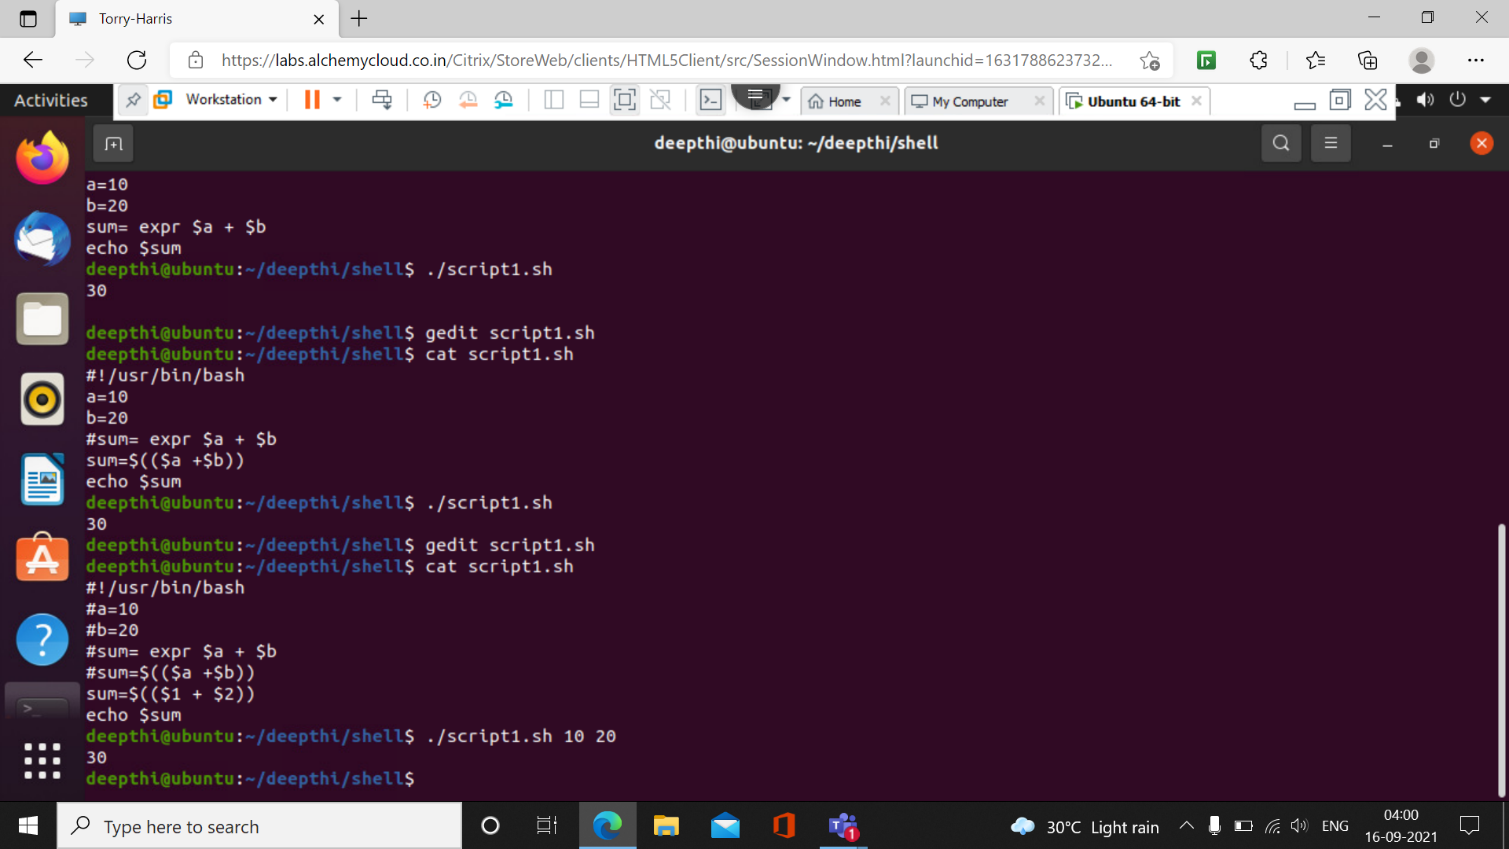 Torry-Harris
https://labs.alchemycloud.co.in/Citrix/StoreWeb/clients/HTML5Client/src/SessionWindow.html?launchid=1631788623732...
Activities
Workstation
Home
My Computer
Ubuntu 64-bit
deepthi@ubuntu: ~/deepthi/shell
a=10
b=20
sum= expr $a + $b
echo $sum
deepthi@ubuntu:~/deepthi/shell$ ./script1.sh
30
deepthi@ubuntu:~/deepthi/shell$ gedit script1.sh
deepthi@ubuntu:~/deepthi/shell$ cat script1.sh
#!/usr/bin/bash
a=10
b=20
#sum= expr $a + $b
sum=$(($a +$b))
echo $sum
deepthi@ubuntu:~/deepthi/shell$ ./script1.sh
30
deepthi@ubuntu:~/deepthi/shell$ gedit script1.sh
deepthi@ubuntu:~/deepthi/shell$ cat script1.sh
#!/usr/bin/bash
#a=10
#b=20
#sum= expr $a + $b
#sum=$(($a +$b))
sum=$(($1 + $2))
echo $sum
deepthi@ubuntu:~/deepthi/shell$ ./script1.sh 10 20
30
deepthi@ubuntu:~/deepthi/shell$
Type here to search
1
30°C Light rain
ENG
04:00
16-09-2021